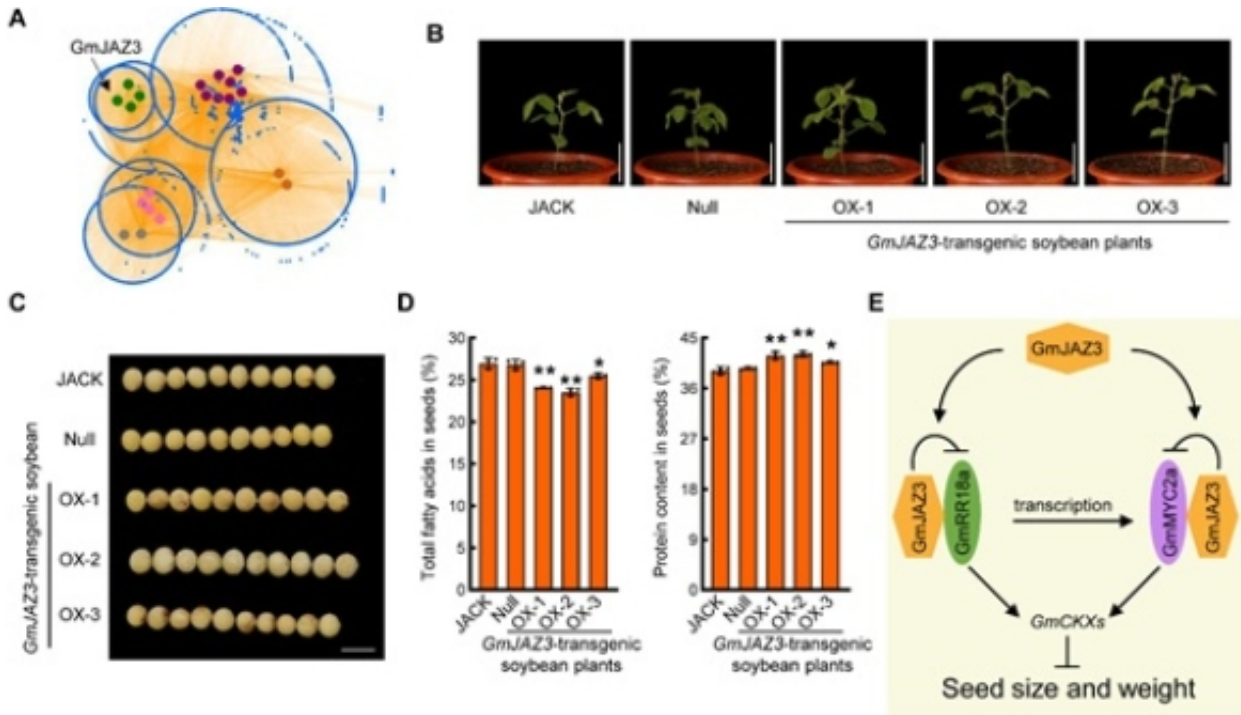 A
GmJAZ3
B
JACK
Null
OX-1
OX-2
OX-3
GmJAZ3-transgenic soybean plants
C
JACK
Null
OX-1
OX-2
OX-3
GmJAZ3-transgenic soybean
D
Total fatty acids in seeds (%)
30
25
20
15
10
5
0
**
**
*
JACK
Null
OX-1
OX-2
OX-3
GmJAZ3-transgenic
soybean plants
Protein content in seeds (%)
45
36
27
18
9
0
**
**
*
JACK
Null
OX-1
OX-2
OX-3
GmJAZ3-transgenic
soybean plants
E
GmJAZ3
GmJAZ3
GmRR18a
transcription
GmMYC2a
GmJAZ3
GmCKXs
Seed size and weight